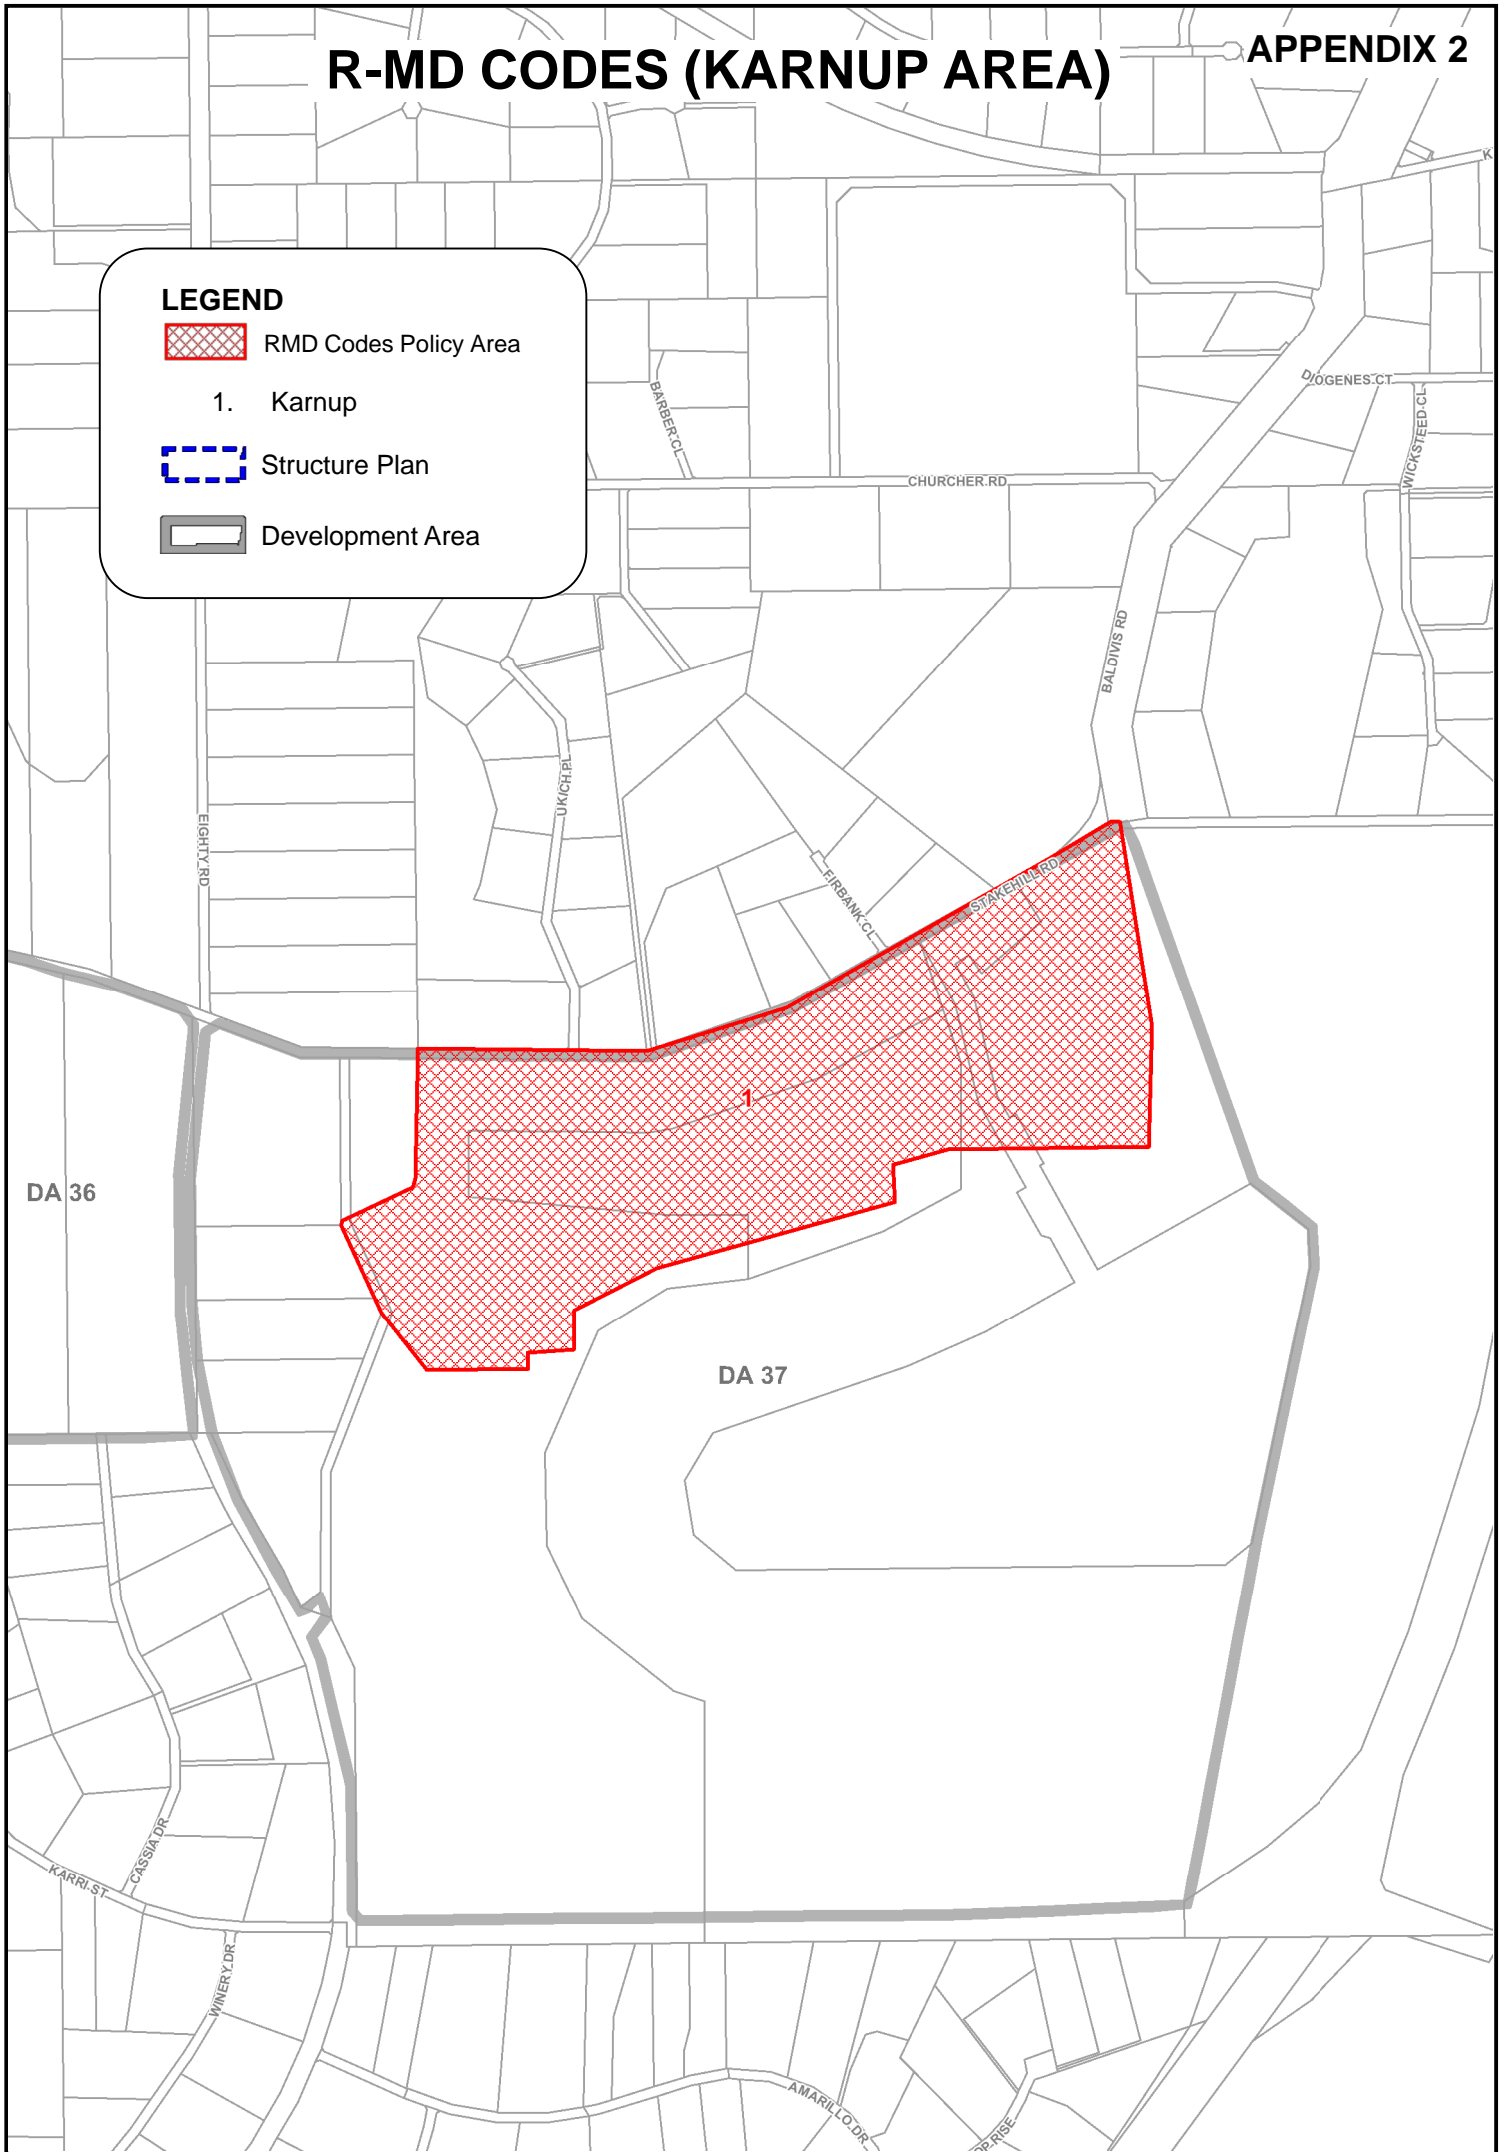 R-MD CODES (KARNUP AREA)
APPENDIX 2
K
LEGEND
RMD Codes Policy Area
1. Karnup
Structure Plan
Development Area
DIOGENES CT
BARBER CL
WICKSTEED CL
CHURCHER RD
BALDIVIS RD
UKICH PL
EIGHTY RD
FIRBANK CL
STAKEHILL RD
1
DA 36
DA 37
CASSIA DR
KARRI ST
WINERY DR
AMARILLO DR
RISE